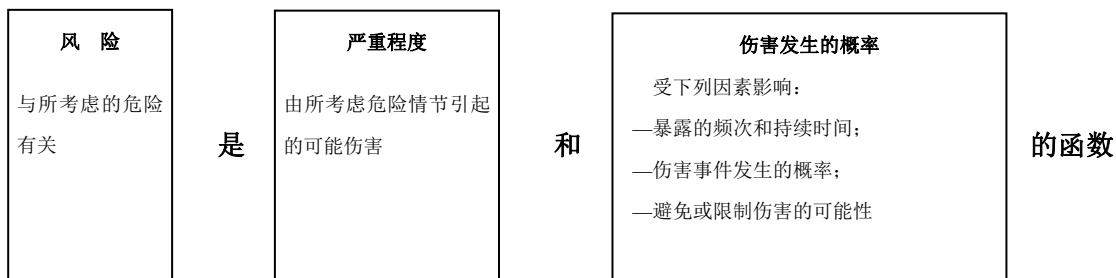 风 险
与所考虑的危险
有关
是
严重程度
由所考虑危险情节引起
的可能伤害
和
伤害发生的概率
受下列因素影响：
—暴露的频次和持续时间；
—伤害事件发生的概率；
—避免或限制伤害的可能性
的函数